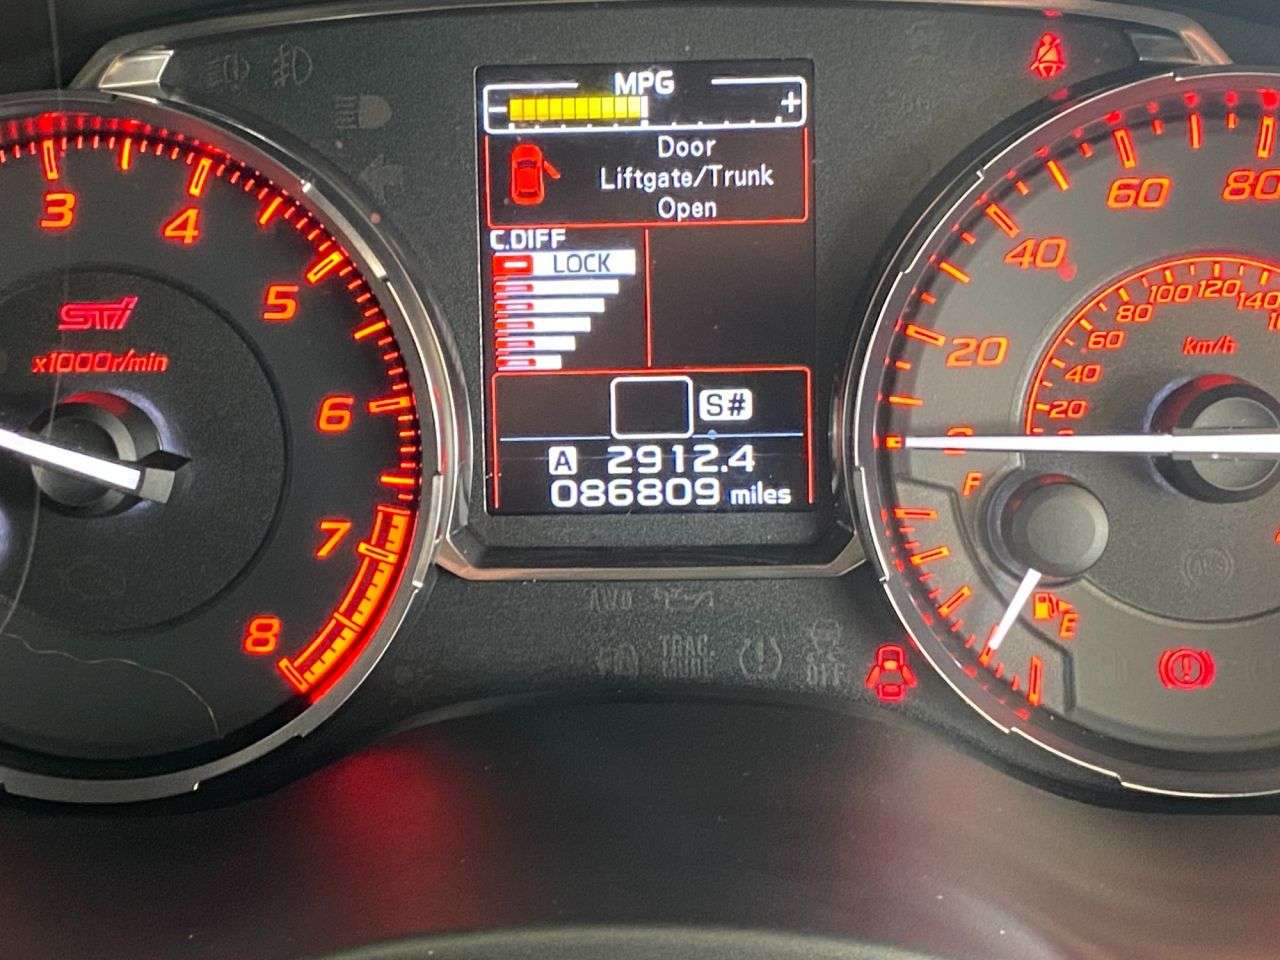 MPG
- +
Door
Liftgate/Trunk
Open
C.DIFF
LOCK
S#
A 2912.4
086809 miles
3
4
5
6
7
8
STI
x1000r/min
20
40
60
80
20
40
60
80
100
120
140
km/h
F
E
TRAC.
MODE
OFF